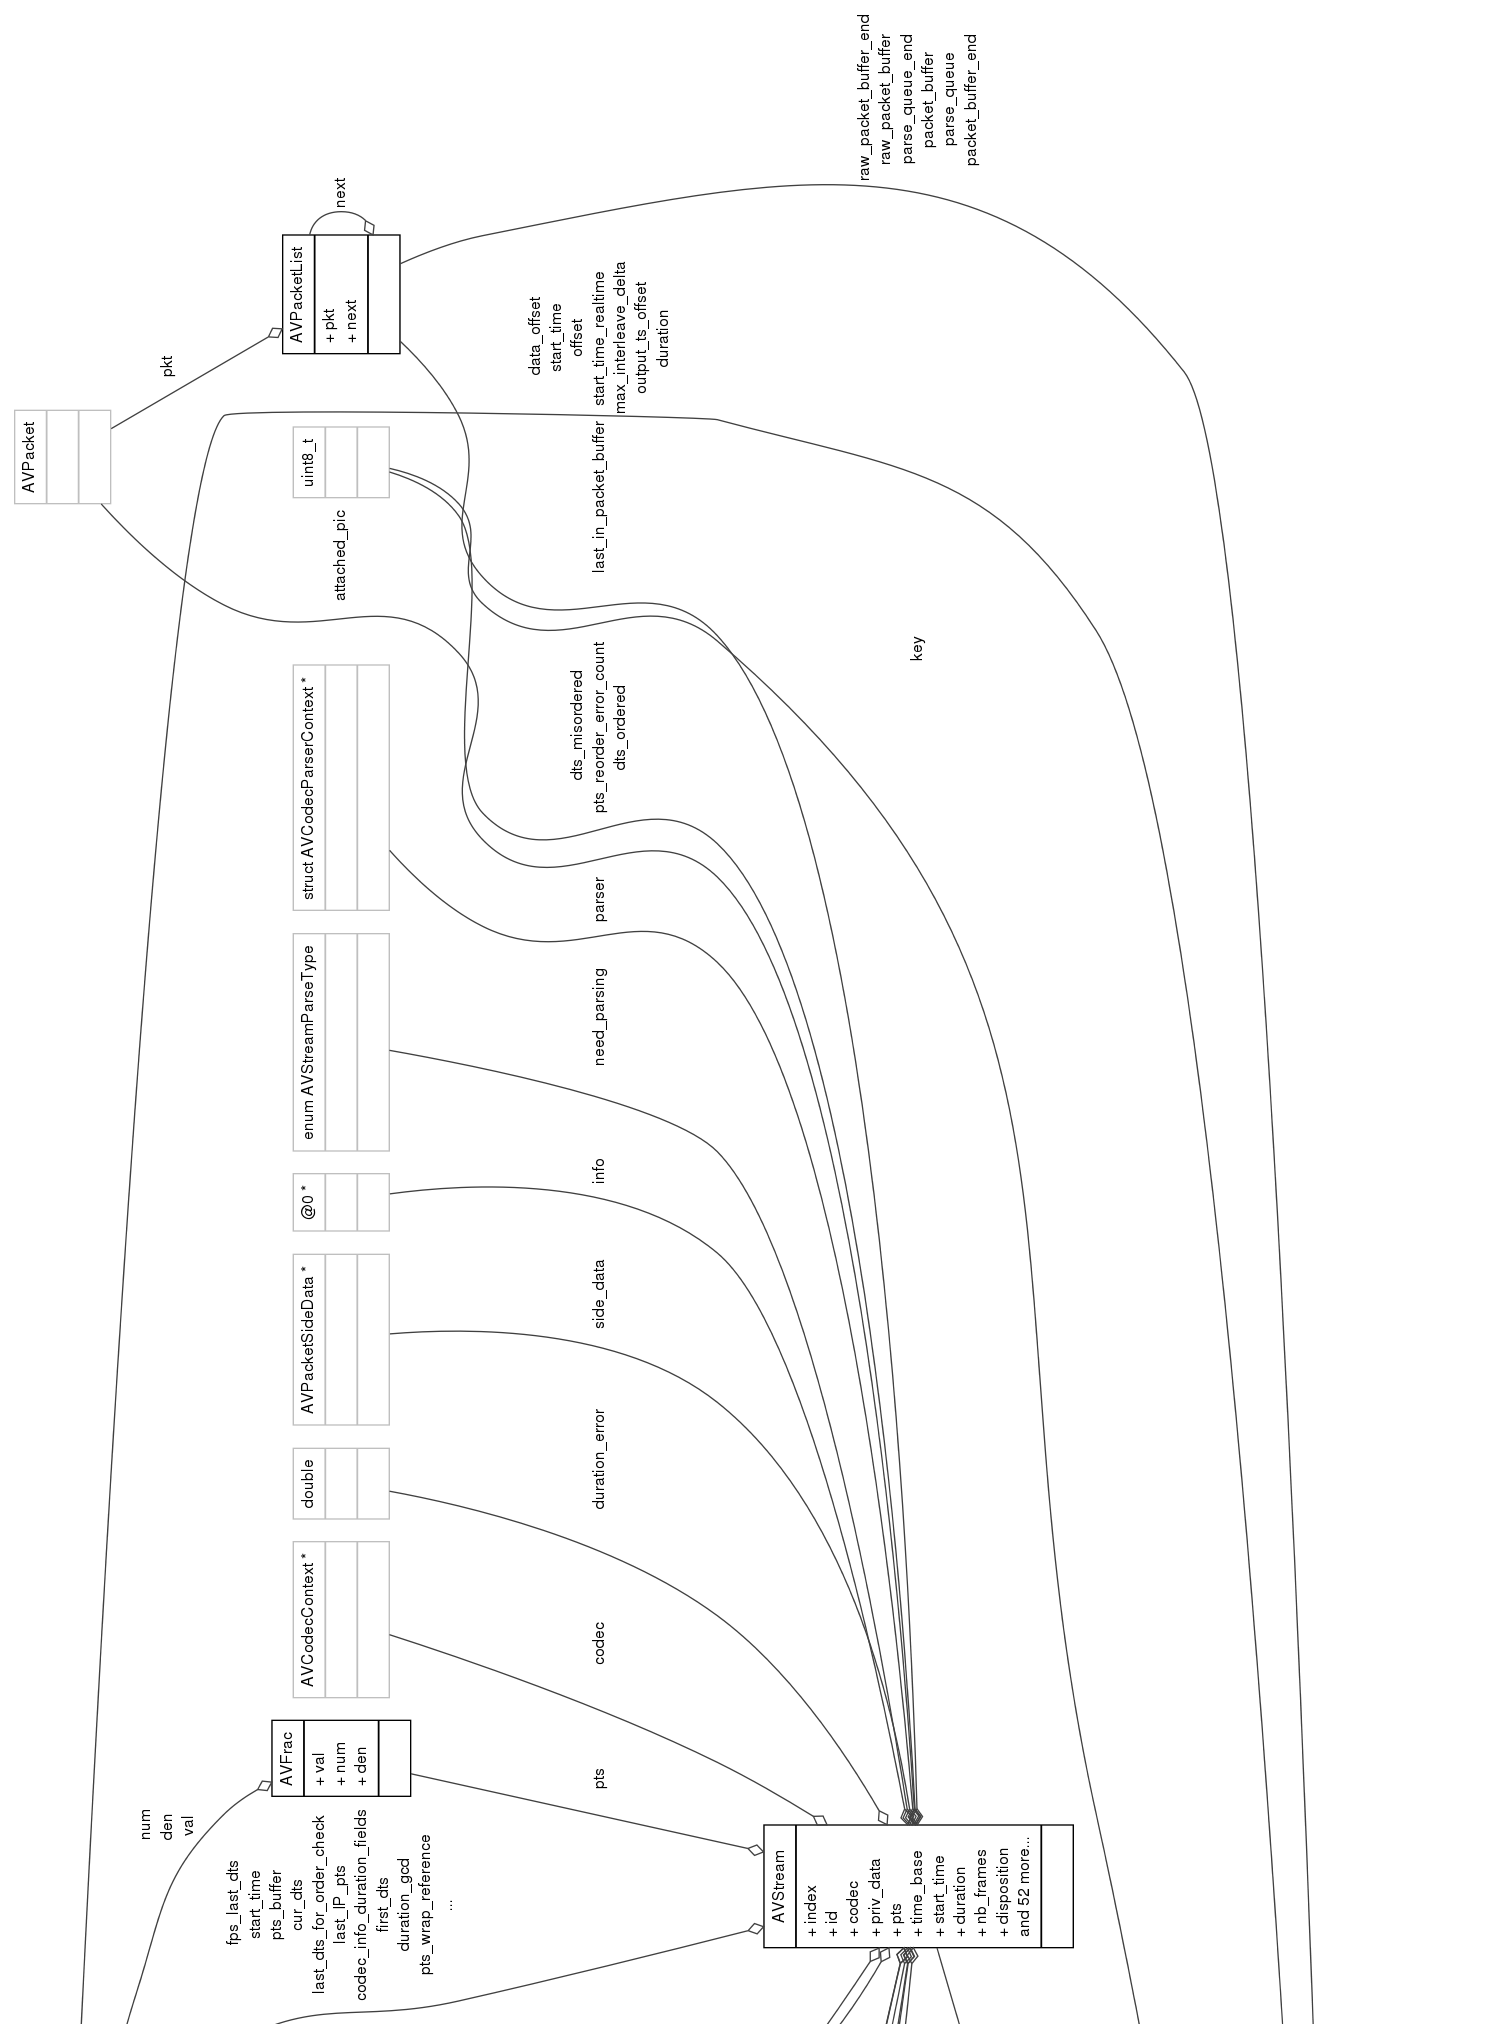 raw_packet_buffer_end
raw_packet_buffer
parse_queue_end
packet_buffer
parse_queue
packet_buffer_end
next
AVPacketList
+ pkt
+ next
pkt
AVPacket
data_offset
start_time
offset
start_time_realtime
max_interleave_delta
output_ts_offset
duration
uint8_t
last_in_packet_buffer
attached_pic
key
struct AVCodecParserContext *
dts_misordered
pts_reorder_error_count
dts_ordered
parser
enum AVStreamParseType
need_parsing
@0 *
info
AVPacketSideData *
side_data
double
duration_error
AVCodecContext *
codec
AVFrac
+ val
+ num
+ den
pts
num
den
val
fps_last_dts
start_time
pts_buffer
cur_dts
last_dts_for_order_check
last_IP_pts
codec_info_duration_fields
first_dts
duration_gcd
pts_wrap_reference
...
AVStream
+ index
+ id
+ codec
+ priv_data
+ pts
+ time_base
+ start_time
+ duration
+ nb_frames
+ disposition
and 52 more...